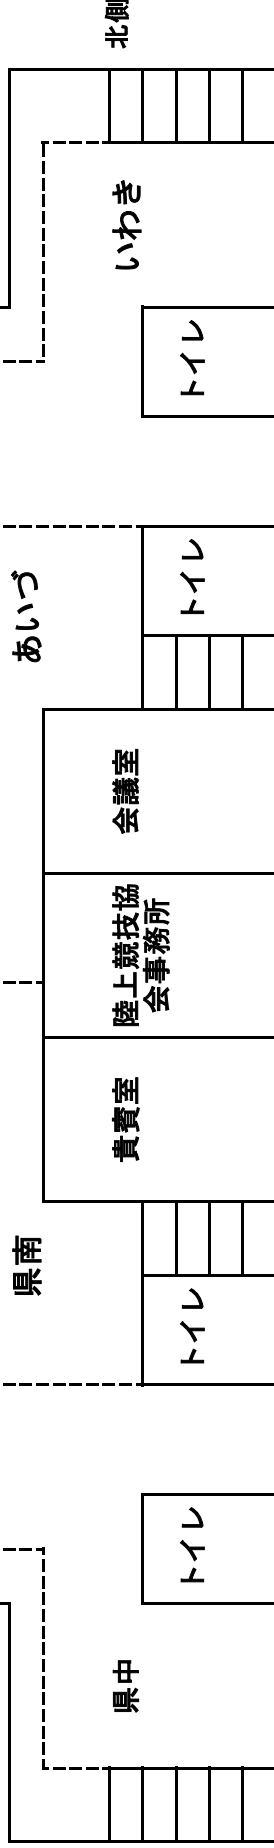 北側
いわき
トイレ
トイレ
あいづ
会議室
陸上競技協
会事務所
貴賓室
県南
トイレ
トイレ
県中